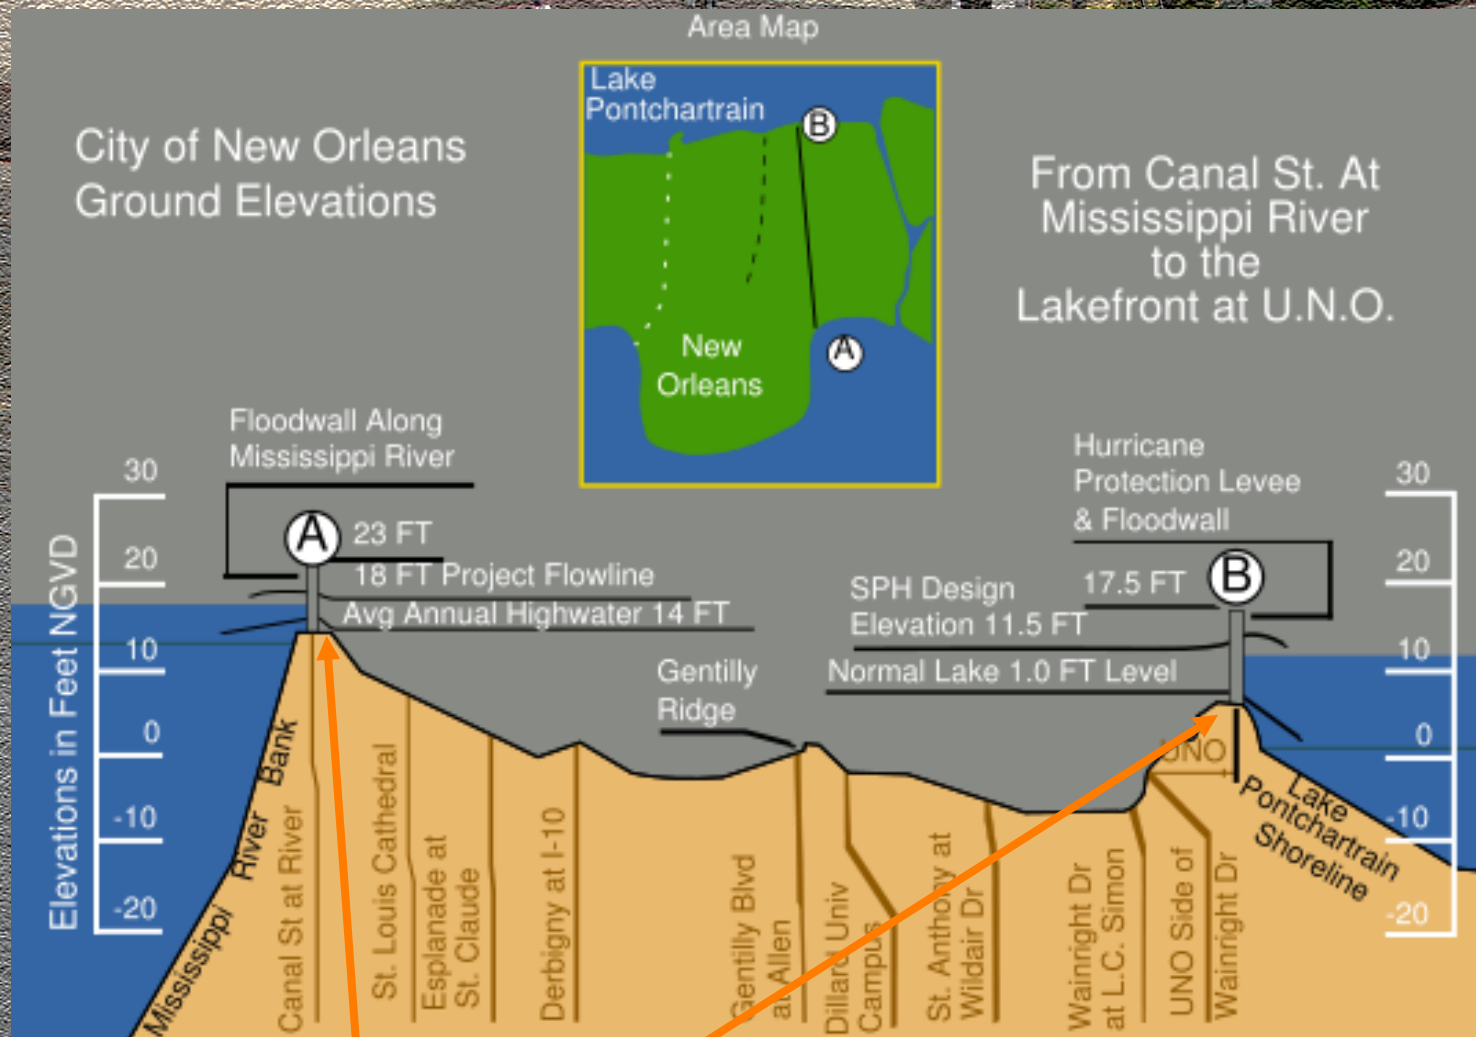 Area Map
Lake
Pontchartrain
B
New
Orleans
A
City of New Orleans
Ground Elevations
From Canal St. At
Mississippi River
to the
Lakefront at U.N.O.
Floodwall Along
Mississippi River
A
23 FT
18 FT Project Flowline
Avg Annual Highwater 14 FT
Gentilly
Ridge
Hurricane
Protection Levee
& Floodwall
B
17.5 FT
SPH Design
Elevation 11.5 FT
Normal Lake 1.0 FT Level
Elevations in Feet NGVD
30
20
10
0
-10
-20
30
20
10
0
-10
-20
Mississippi River Bank
Canal St at River
St. Louis Cathedral
Esplanade at
St. Claude
Derbigny at I-10
Gentilly Blvd
at Allen
Dillard Univ
Campus
St. Anthony at
Wildair Dr
Wainright Dr
at L.C. Simon
UNO Side of
Wainright Dr
UNO
Lake
Pontchartrain
Shoreline